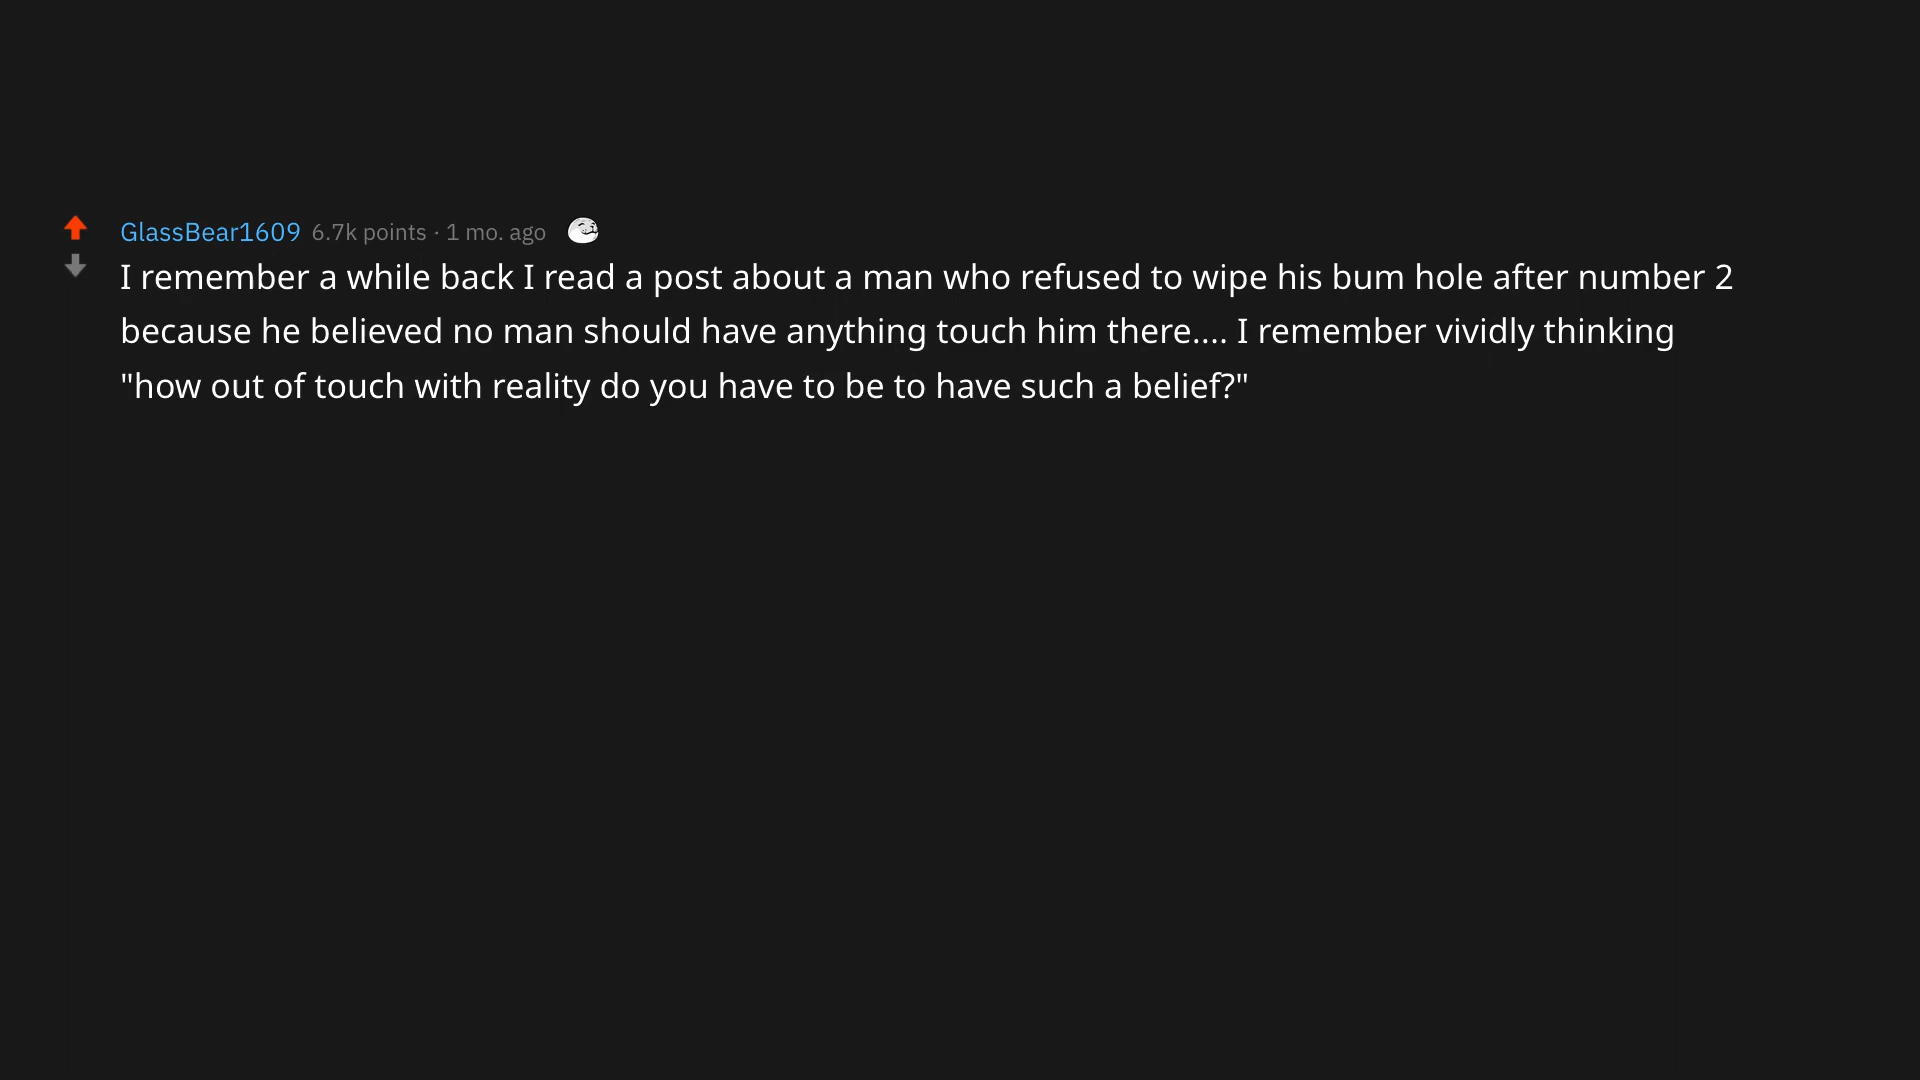 GlassBear1609 6.7k points · 1 mo. ago
I remember a while back I read a post about a man who refused to wipe his bum hole after number 2
because he believed no man should have anything touch him there.... I remember vividly thinking
"how out of touch with reality do you have to be to have such a belief?"